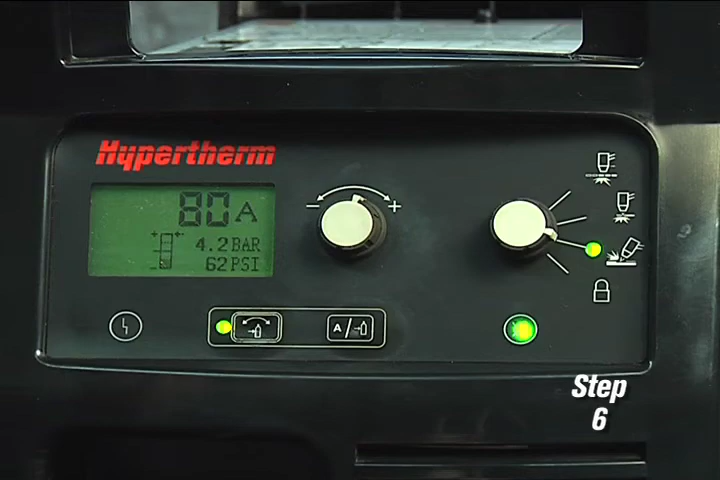 Hypertherm
80 A
4.2 BAR
62 PSI
- +
A/
Step
6